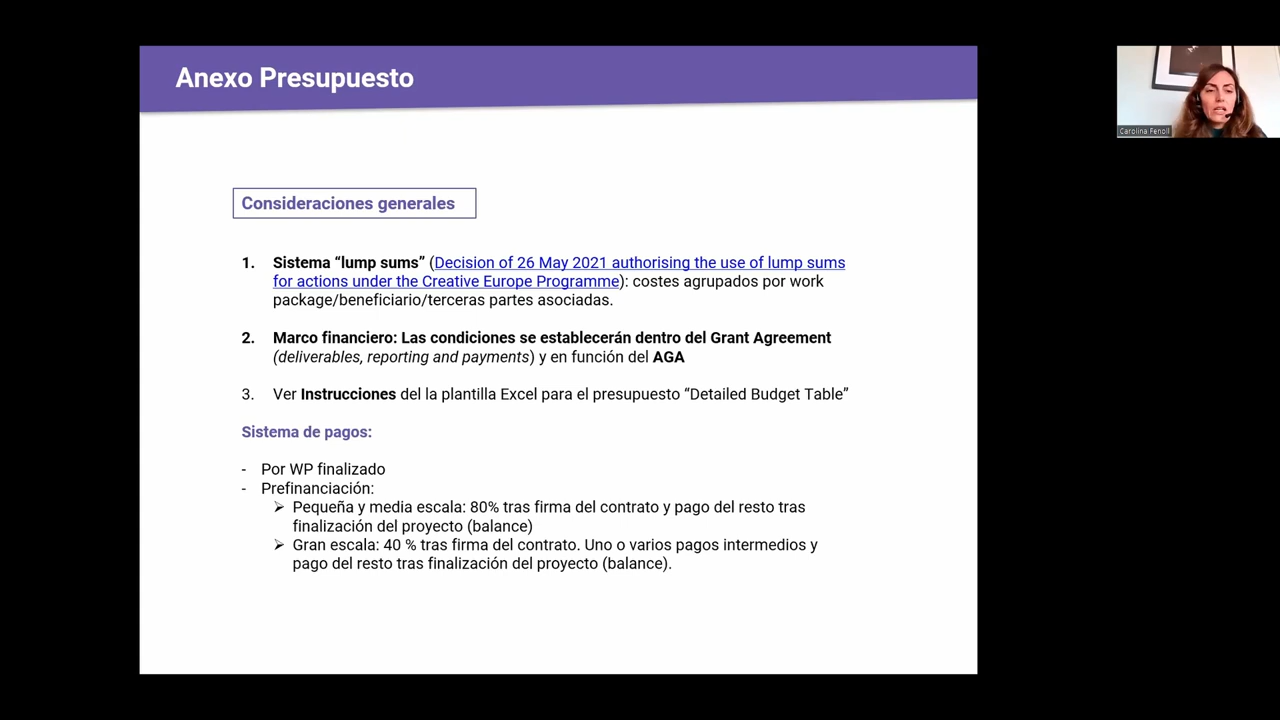 Anexo Presupuesto
Carolina Fenoll
Consideraciones generales
1. Sistema “lump sums” (Decision of 26 May 2021 authorising the use of lump sums
for actions under the Creative Europe Programme): costes agrupados por work
package/beneficiario/terceras partes asociadas.
2. Marco financiero: Las condiciones se establecerán dentro del Grant Agreement
(deliverables, reporting and payments) y en función del AGA
3. Ver Instrucciones del la plantilla Excel para el presupuesto “Detailed Budget Table”
Sistema de pagos:
- Por WP finalizado
- Prefinanciación:
➢ Pequeña y media escala: 80% tras firma del contrato y pago del resto tras
finalización del proyecto (balance)
➢ Gran escala: 40 % tras firma del contrato. Uno o varios pagos intermedios y
pago del resto tras finalización del proyecto (balance).